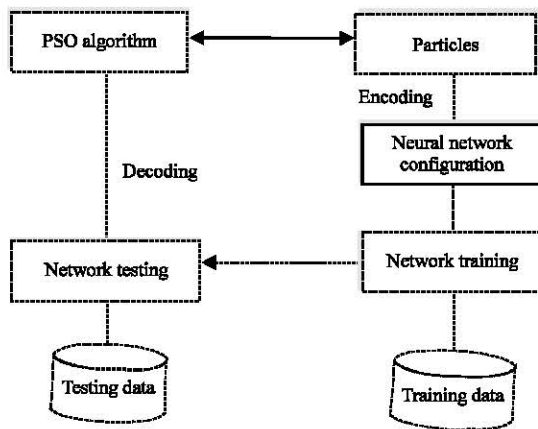 PSO algorithm
Particles
Encoding
Neural network
configuration
Decoding
Network testing
Network training
Testing data
Training data